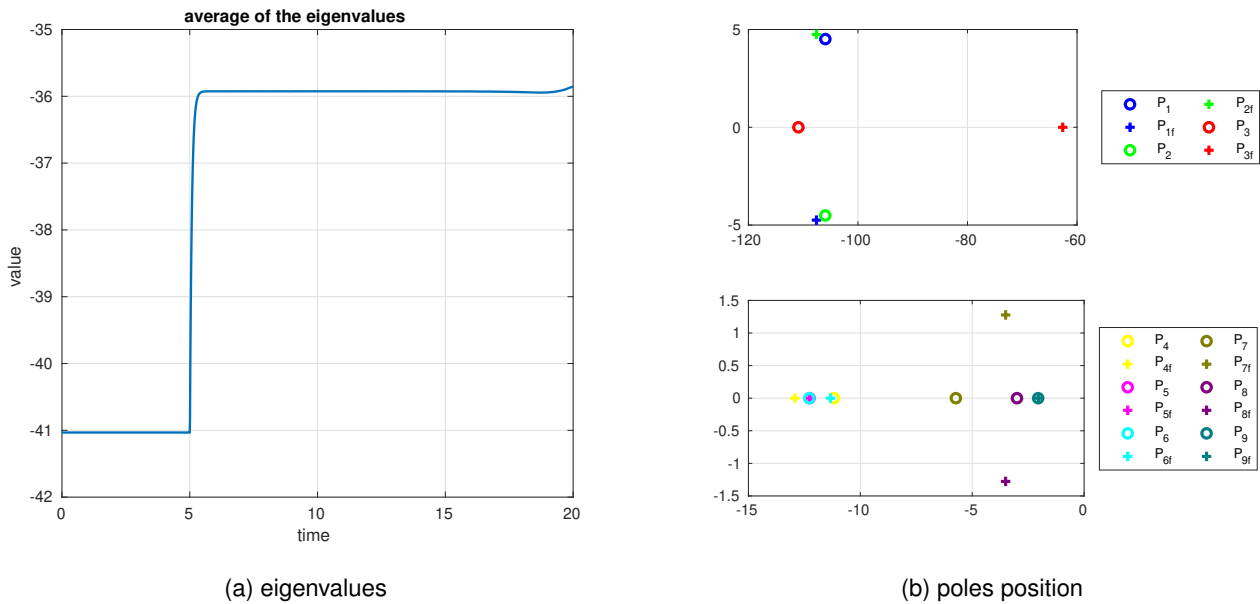 average of the eigenvalues
-35
-36
-37
-38
-39
-40
-41
-42
value
0 5 10 15 20
time
(a) eigenvalues
5
0
-5
-120 -100 -80 -60
P1 P2f
P1f P3
P2 P3f
1.5
1
0.5
0
-0.5
-1
-1.5
-15 -10 -5 0
P4 P7
P4f P7f
P5 P8
P5f P8f
P6 P9
P6f P9f
(b) poles position